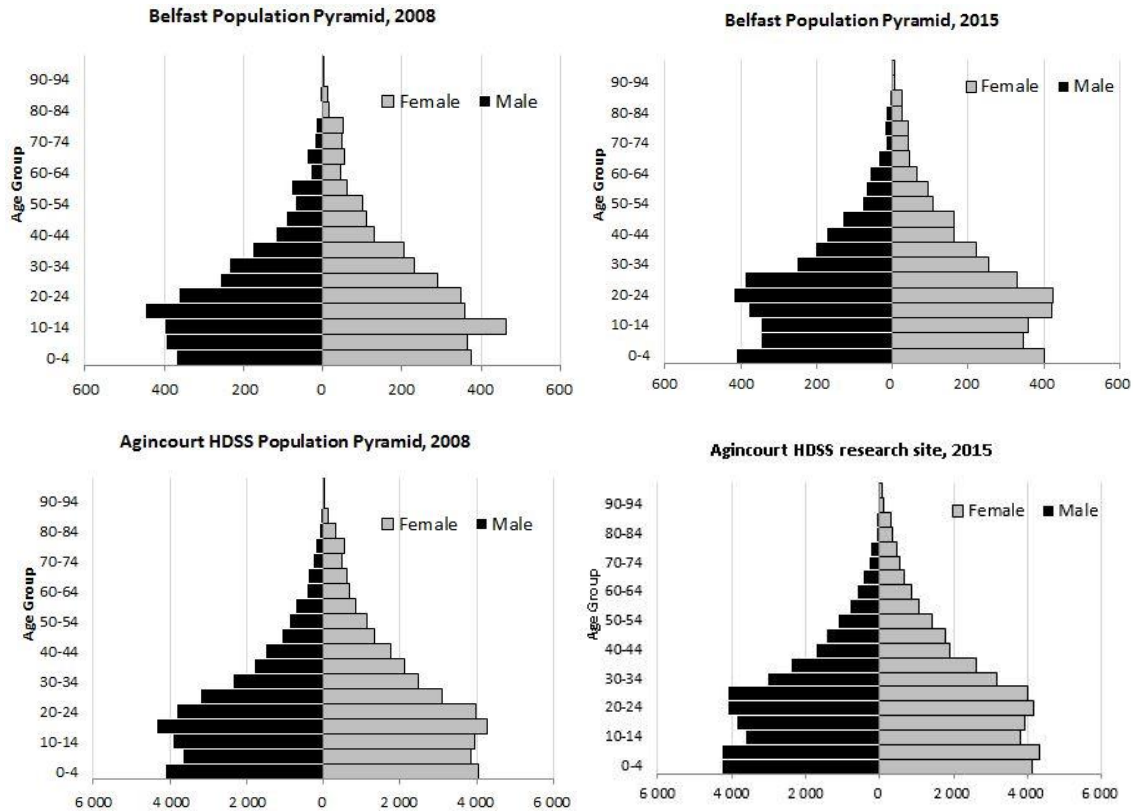 Belfast Population Pyramid, 2008
Age Group
90-94
80-84
70-74
60-64
50-54
40-44
30-34
20-24
10-14
0-4
Female Male
600 400 200 0 200 400 600
Belfast Population Pyramid, 2015
Age Group
90-94
80-84
70-74
60-64
50-54
40-44
30-34
20-24
10-14
0-4
Female Male
600 400 200 0 200 400 600
Agincourt HDSS Population Pyramid, 2008
Age Group
90-94
80-84
70-74
60-64
50-54
40-44
30-34
20-24
10-14
0-4
Female Male
6 000 4 000 2 000 0 2 000 4 000 6 000
Agincourt HDSS research site, 2015
Age Group
90-94
80-84
70-74
60-64
50-54
40-44
30-34
20-24
10-14
0-4
Female Male
6 000 4 000 2 000 0 2 000 4 000 6 000